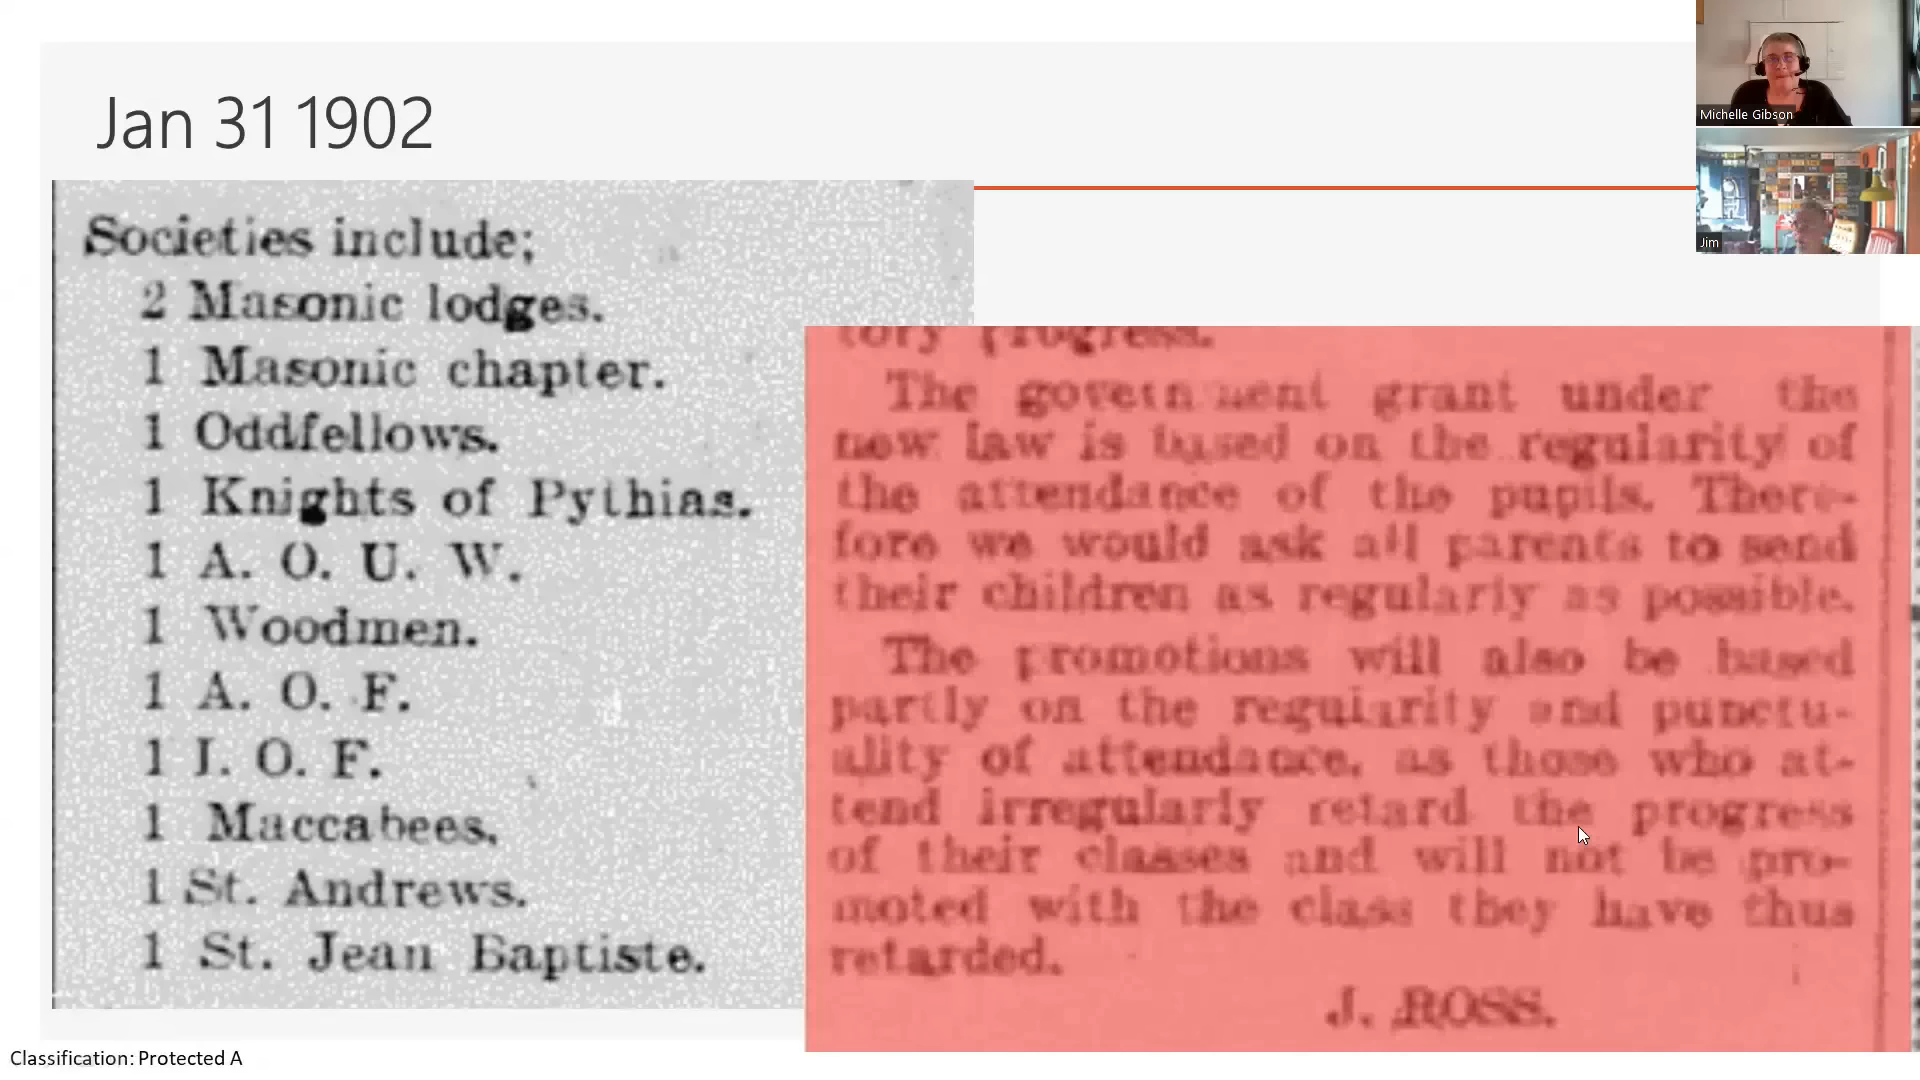 Jan 31 1902
Michelle Gibson
Jim
Societies include;
2 Masonic lodges.
1 Masonic chapter.
1 Oddfellows.
1 Knights of Pythias.
1 A. O. U. W.
1 Woodmen.
1 A. O. F.
1 I. O. F.
1 Maccabees,
1 St. Andrews.
1 St. Jean Baptiste.
tory progress.
The government grant under the
new law is based on the regularity of
the attendance of the pupils. There-
fore we would ask all parents to send
their children as regularly as possible.
The promotions will also be based
partly on the regularity and punctu-
ality of attendance, as those who at-
tend irregularly retard the progress
of their classes and will not be pro-
moted with the class they have thus
retarded.
J. ROSS.
Classification: Protected A